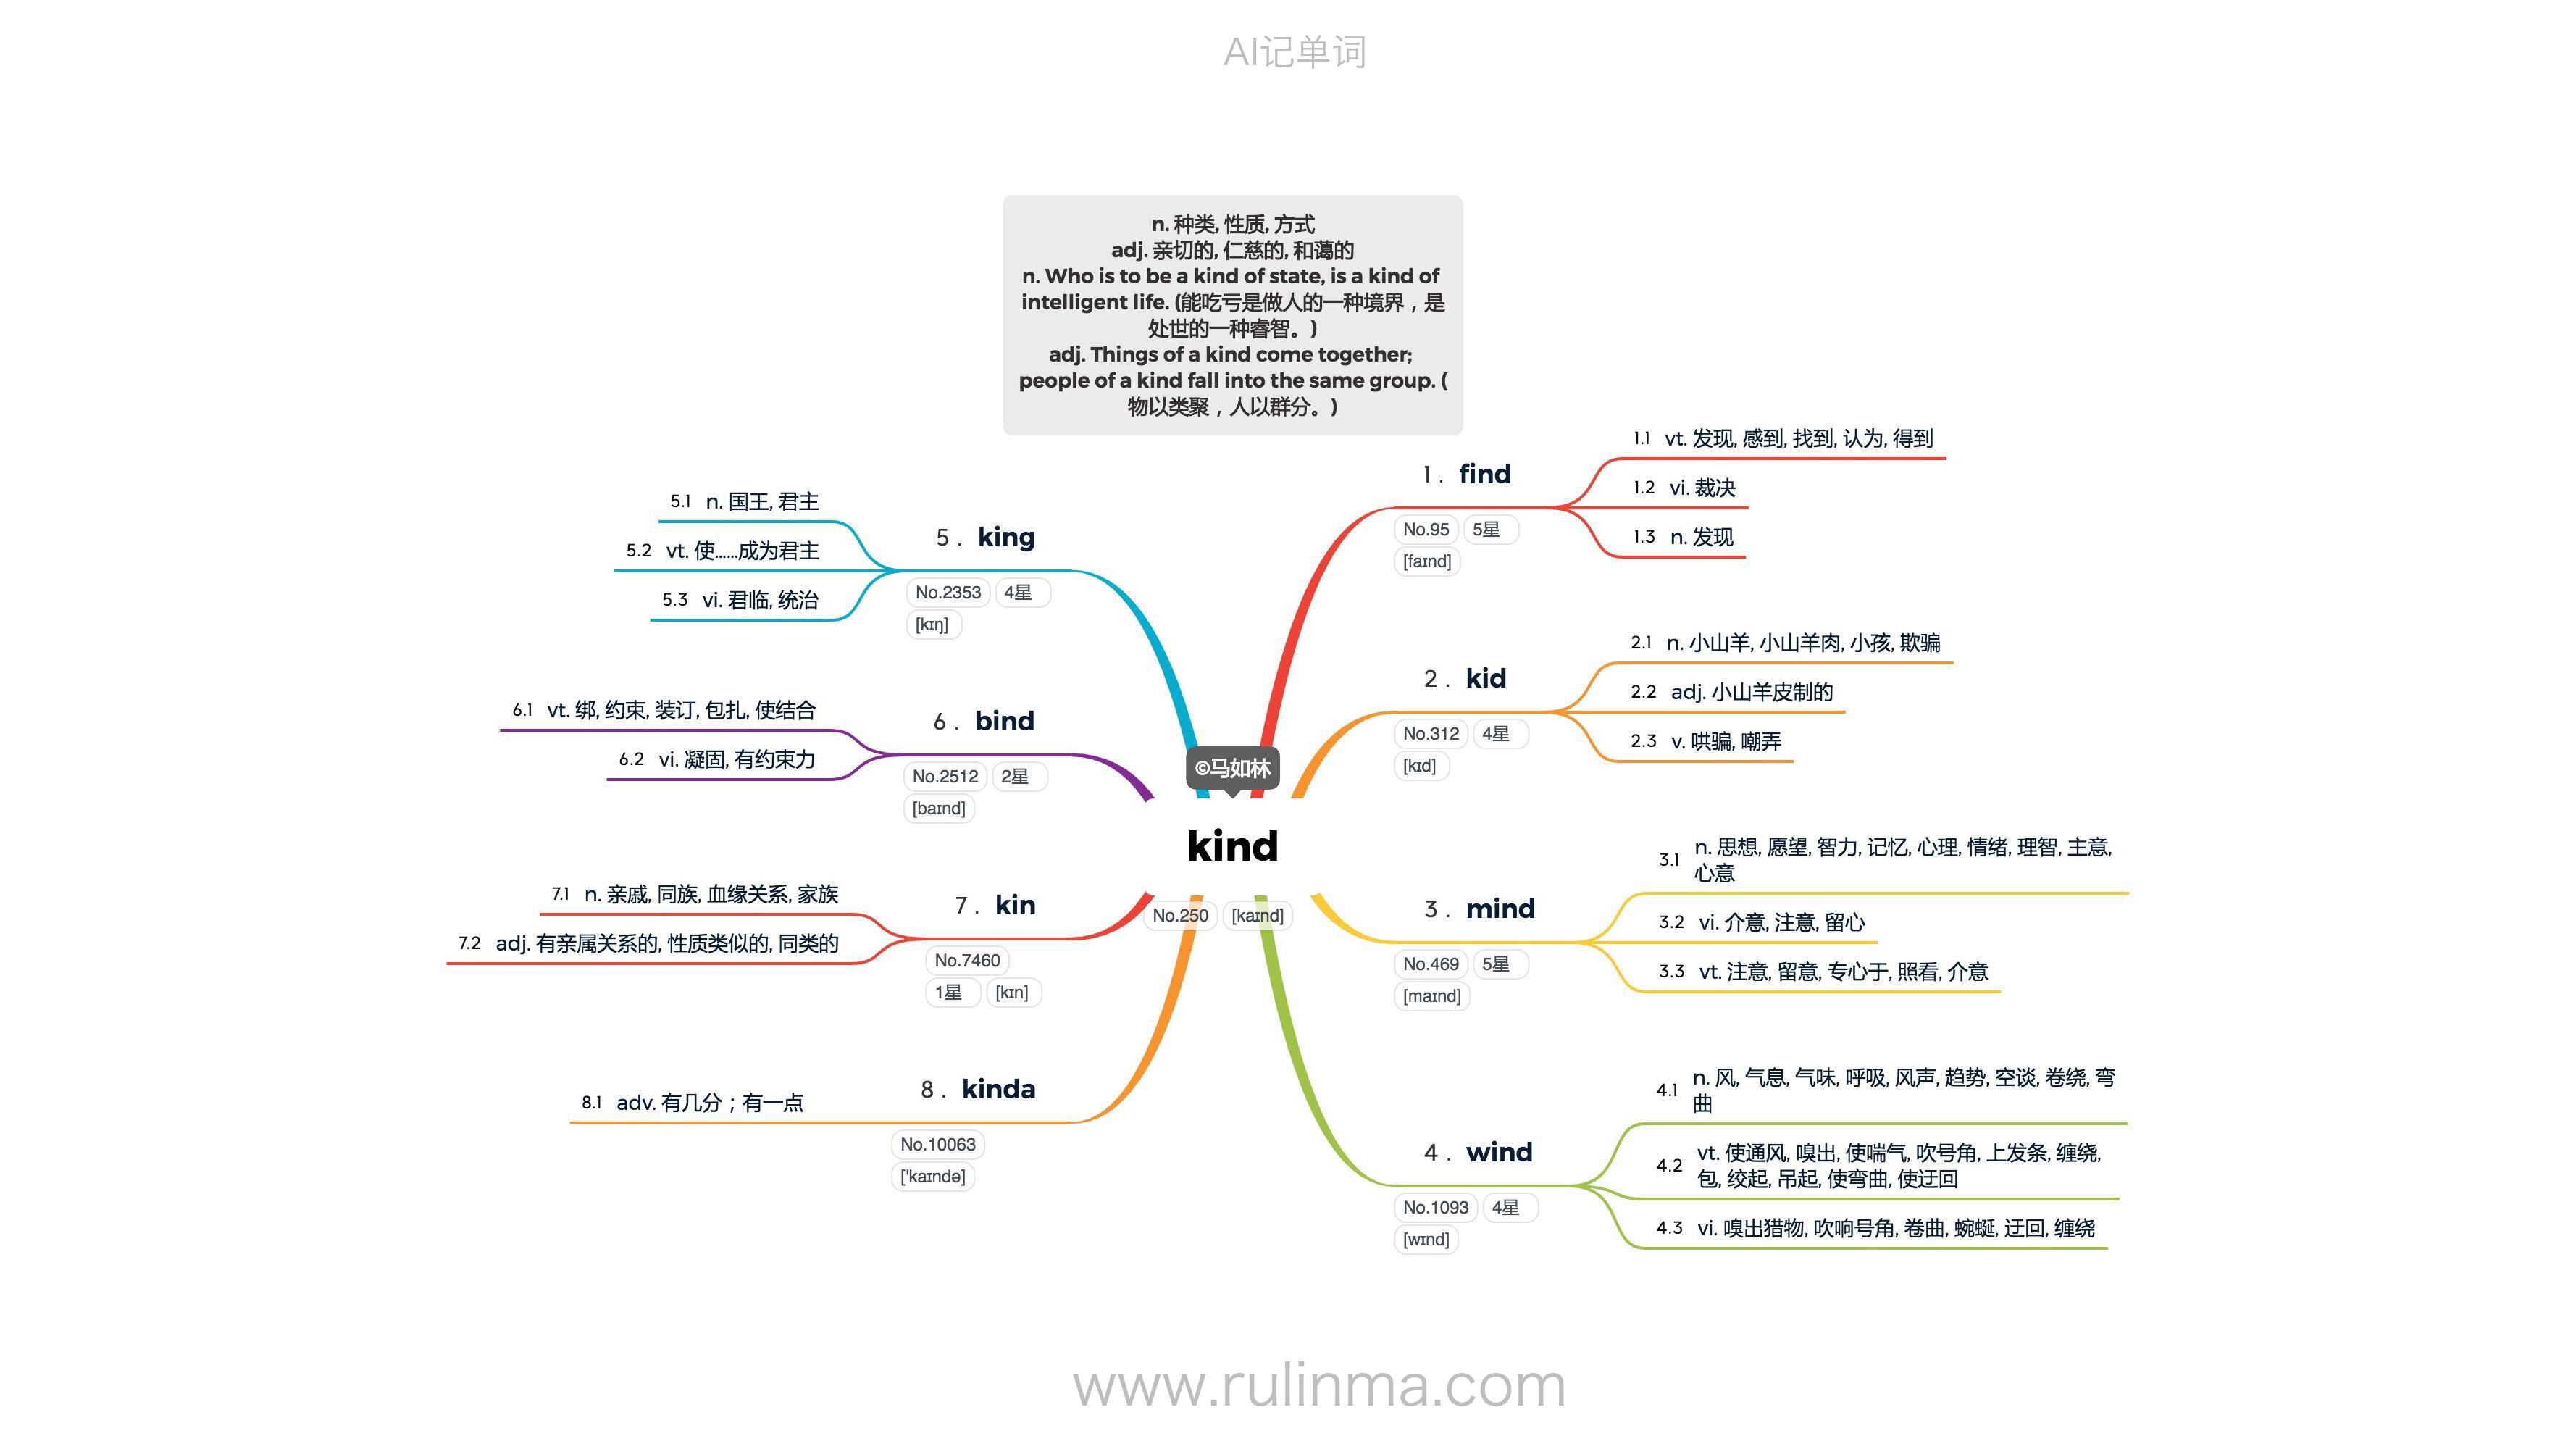 AI记单词
n. 种类, 性质, 方式
adj. 亲切的, 仁慈的, 和蔼的
n. Who is to be a kind of state, is a kind of
intelligent life. (能吃亏是做人的一种境界，是
处世的一种睿智。)
adj. Things of a kind come together;
people of a kind fall into the same group. (
物以类聚，人以群分。)
©马如林
kind
No.250 [kaɪnd]
1. find
No.95 5星
[faɪnd]
1.1 vt. 发现, 感到, 找到, 认为, 得到
1.2 vi. 裁决
1.3 n. 发现
2. kid
No.312 4星
[kɪd]
2.1 n. 小山羊, 小山羊肉, 小孩, 欺骗
2.2 adj. 小山羊皮制的
2.3 v. 哄骗, 嘲弄
3. mind
No.469 5星
[maɪnd]
3.1 n. 思想, 愿望, 智力, 记忆, 心理, 情绪, 理智, 主意,
心意
3.2 vi. 介意, 注意, 留心
3.3 vt. 注意, 留意, 专心于, 照看, 介意
4. wind
No.1093 4星
[wɪnd]
4.1 n. 风, 气息, 气味, 呼吸, 风声, 趋势, 空谈, 卷绕, 弯
曲
4.2 vt. 使通风, 嗅出, 使喘气, 吹号角, 上发条, 缠绕,
包, 绞起, 吊起, 使弯曲, 使迂回
4.3 vi. 嗅出猎物, 吹响号角, 卷曲, 蜿蜒, 迂回, 缠绕
5. king
No.2353 4星
[kɪŋ]
5.1 n. 国王, 君主
5.2 vt. 使......成为君主
5.3 vi. 君临, 统治
6. bind
No.2512 2星
[baɪnd]
6.1 vt. 绑, 约束, 装订, 包扎, 使结合
6.2 vi. 凝固, 有约束力
7. kin
No.7460
1星 [kɪn]
7.1 n. 亲戚, 同族, 血缘关系, 家族
7.2 adj. 有亲属关系的, 性质类似的, 同类的
8. kinda
No.10063
['kaɪndə]
8.1 adv. 有几分；有一点
www.rulinma.com